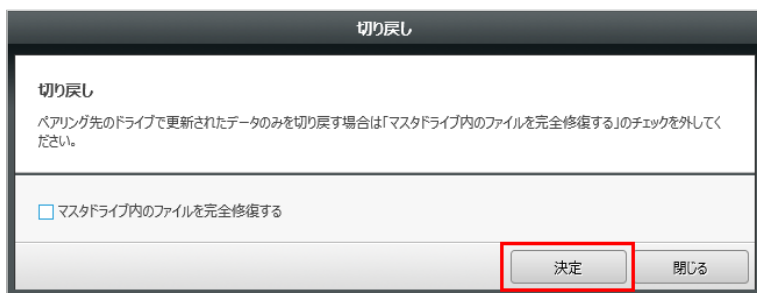 切り戻し
切り戻し
ペアリング先のドライブで更新されたデータのみを切り戻す場合は「マスタドライブ内のファイルを完全修復する」のチェックを外してく
ださい。
マスタドライブ内のファイルを完全修復する
決定
閉じる